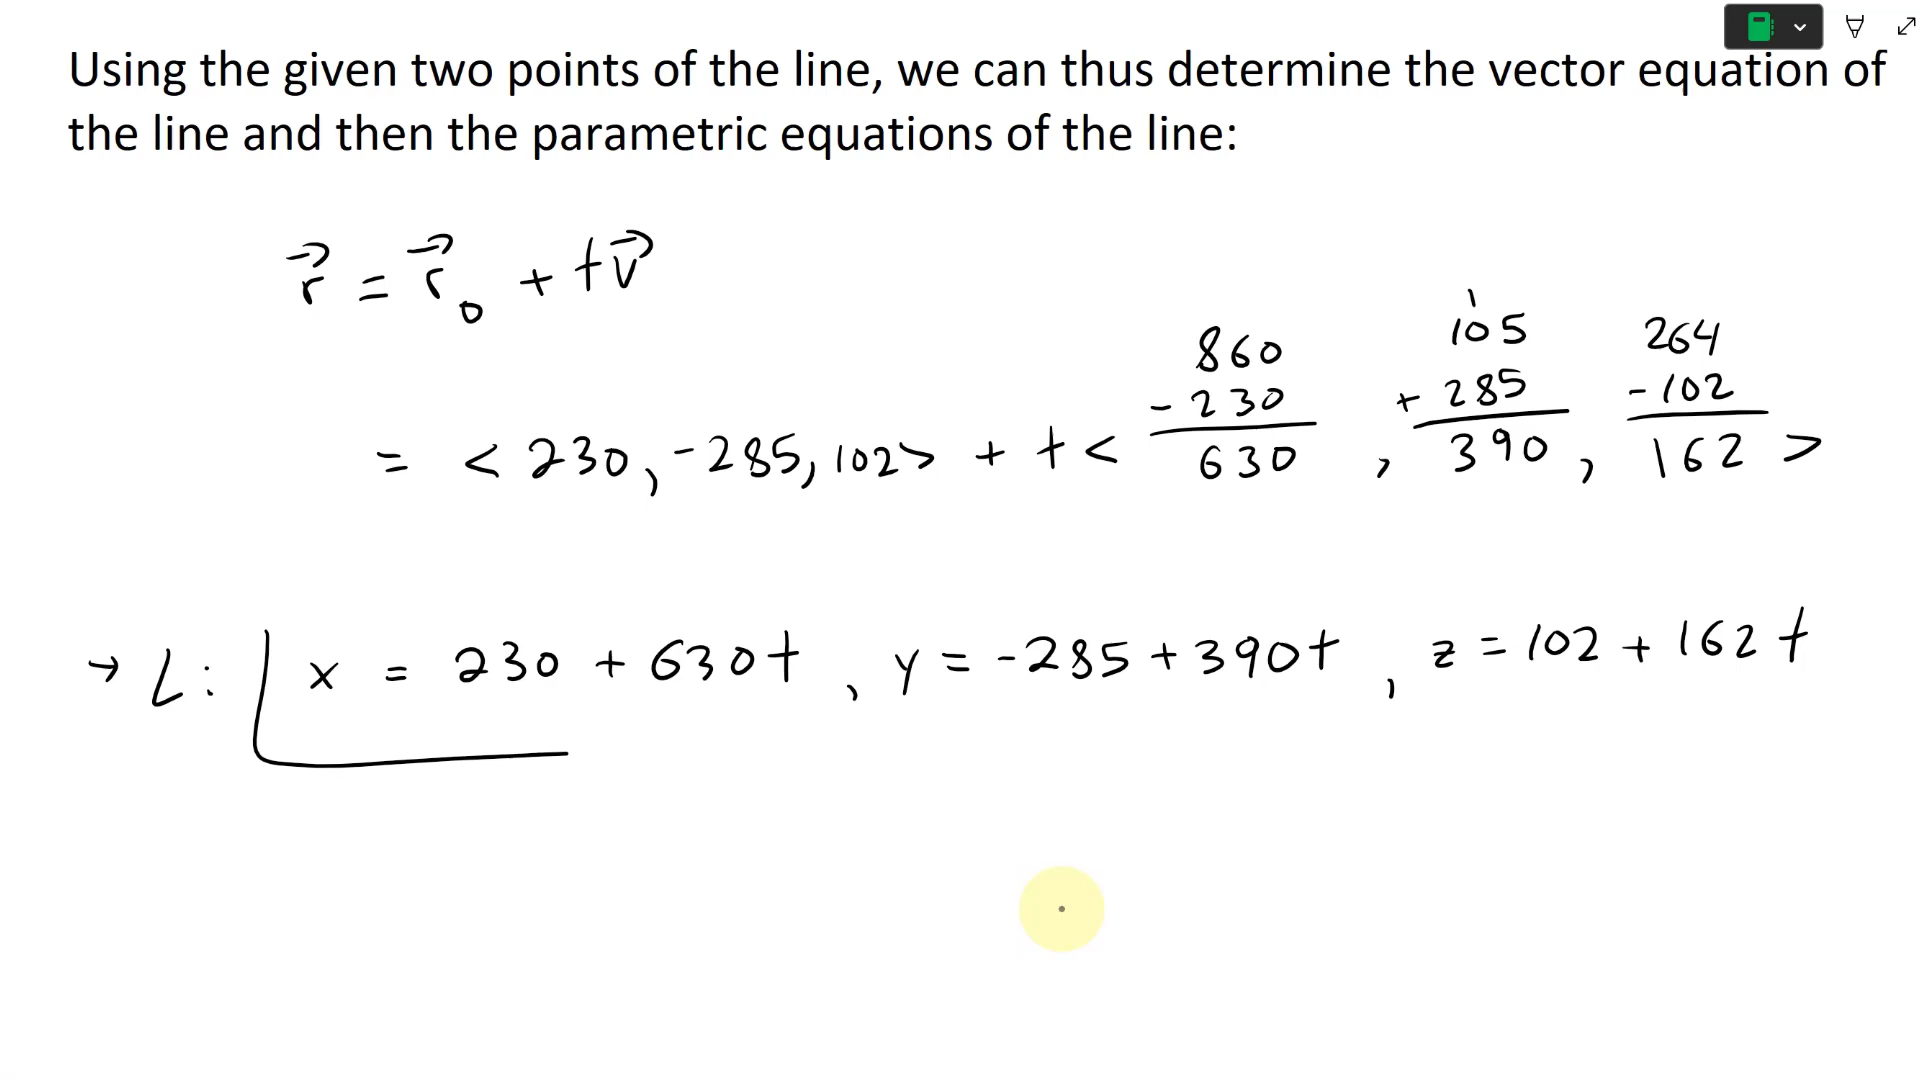 Using the given two points of the line, we can thus determine the vector equation of
the line and then the parametric equations of the line:
r⃗ = r⃗₀ + tv⃗
860 1105 264
- 230 + 285 - 102
= < 230, -285, 102 > + t < 630, 390, 162 >
→ L: x = 230 + 630t, y = -285 + 390t, z = 102 + 162t